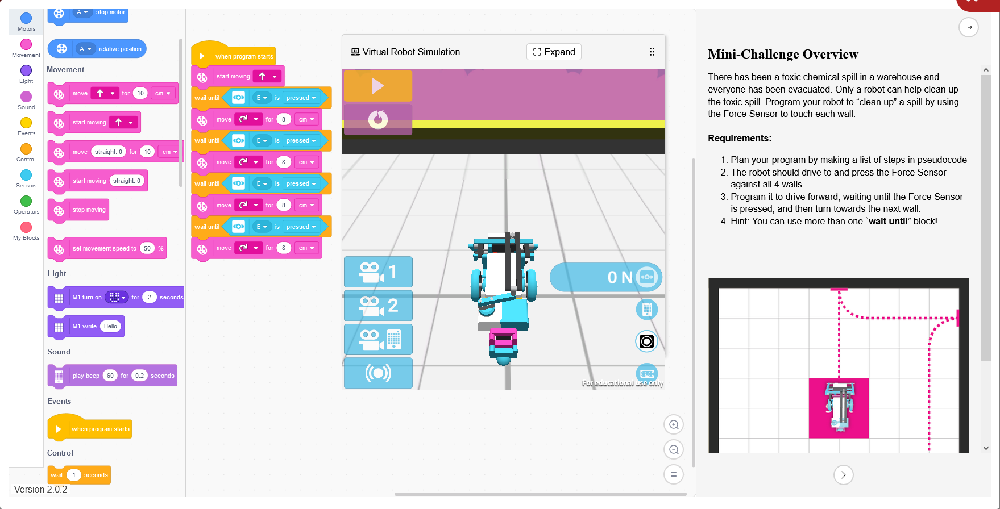 Motors
Movement
Light
Sound
Events
Control
Sensors
Operators
My Blocks
A stop motor
A relative position
Movement
move for 10 cm
start moving
move straight: 0 for 10 cm
start moving straight: 0
stop moving
set movement speed to 50 %
Light
M1 turn on for 2 seconds
M1 write Hello
Sound
play beep 60 for 0.2 seconds
Events
when program starts
Control
wait 1 seconds
Version 2.0.2
when program starts
start moving
wait until E is pressed
move for 8 cm
wait until E is pressed
move for 8 cm
wait until E is pressed
move for 8 cm
wait until E is pressed
move for 8 cm
Virtual Robot Simulation
Expand
1
2
0 N
For educational use only
Mini-Challenge Overview
There has been a toxic chemical spill in a warehouse and
everyone has been evacuated. Only a robot can help clean up
the toxic spill. Program your robot to “clean up” a spill by using
the Force Sensor to touch each wall.
Requirements:
1. Plan your program by making a list of steps in pseudocode
2. The robot should drive to and press the Force Sensor
against all 4 walls.
3. Program it to drive forward, waiting until the Force Sensor
is pressed, and then turn towards the next wall.
4. Hint: You can use more than one “wait until” block!